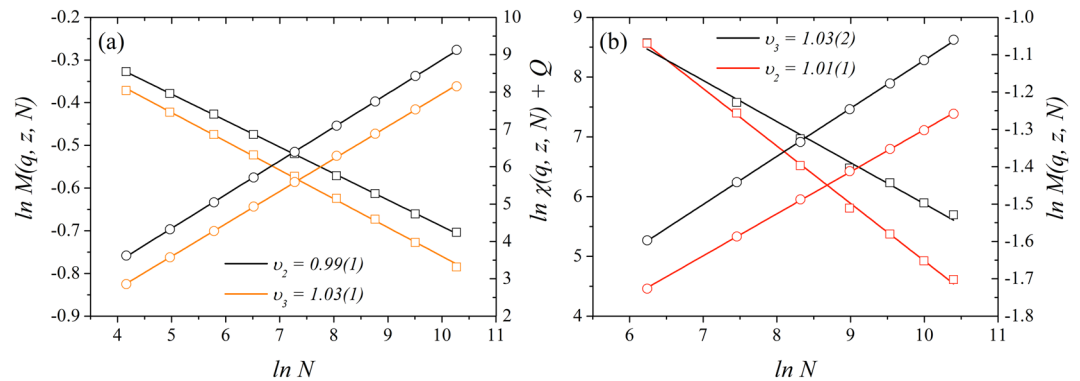 (a)
-0.2
-0.3
-0.4
-0.5
-0.6
-0.7
-0.8
-0.9
ln M(q, z, N)
4 5 6 7 8 9 10 11
ln N
10
9
8
7
6
5
4
3
2
ln χ(q, z, N) + Q
υ2 = 0.99(1)
υ3 = 1.03(1)
(b)
9
8
7
6
5
4
6 7 8 9 10 11
ln N
-1.0
-1.1
-1.2
-1.3
-1.4
-1.5
-1.6
-1.7
-1.8
ln M(q, z, N)
υ3 = 1.03(2)
υ2 = 1.01(1)